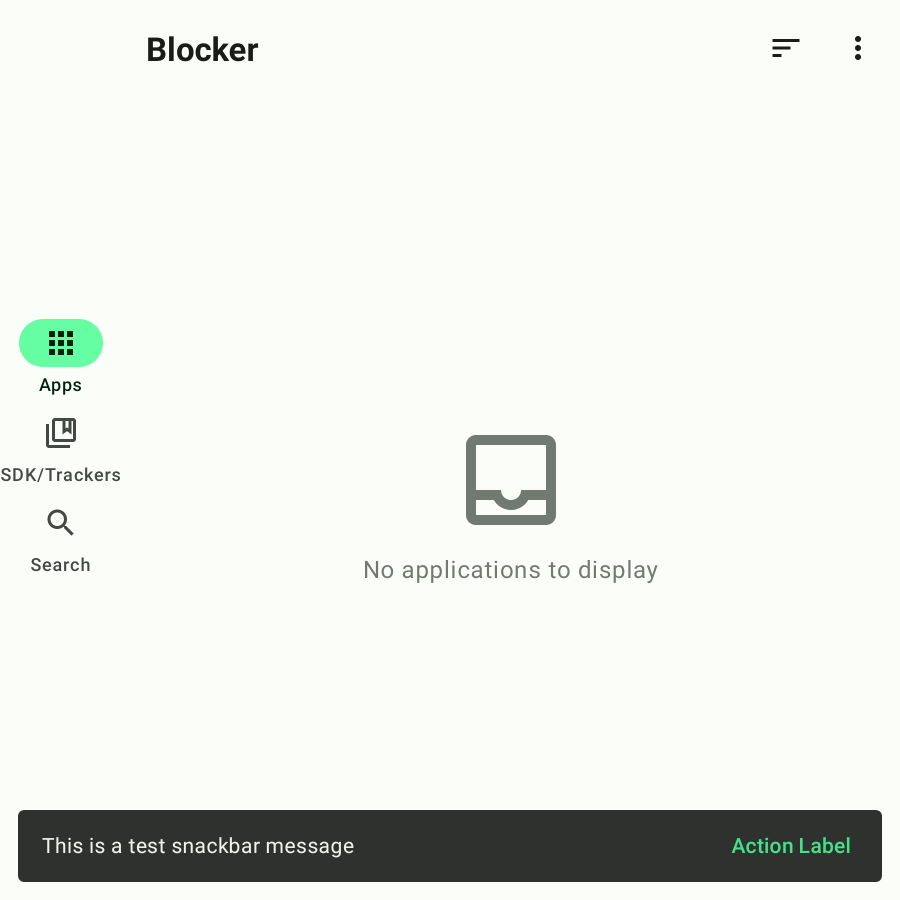 Blocker
Apps
SDK/Trackers
Search
No applications to display
This is a test snackbar message
Action Label